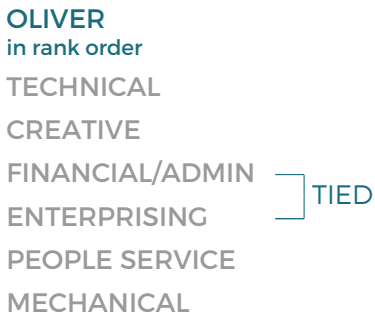 OLIVER
in rank order
TECHNICAL
CREATIVE
FINANCIAL/ADMIN
TIED
ENTERPRISING
PEOPLE SERVICE
MECHANICAL